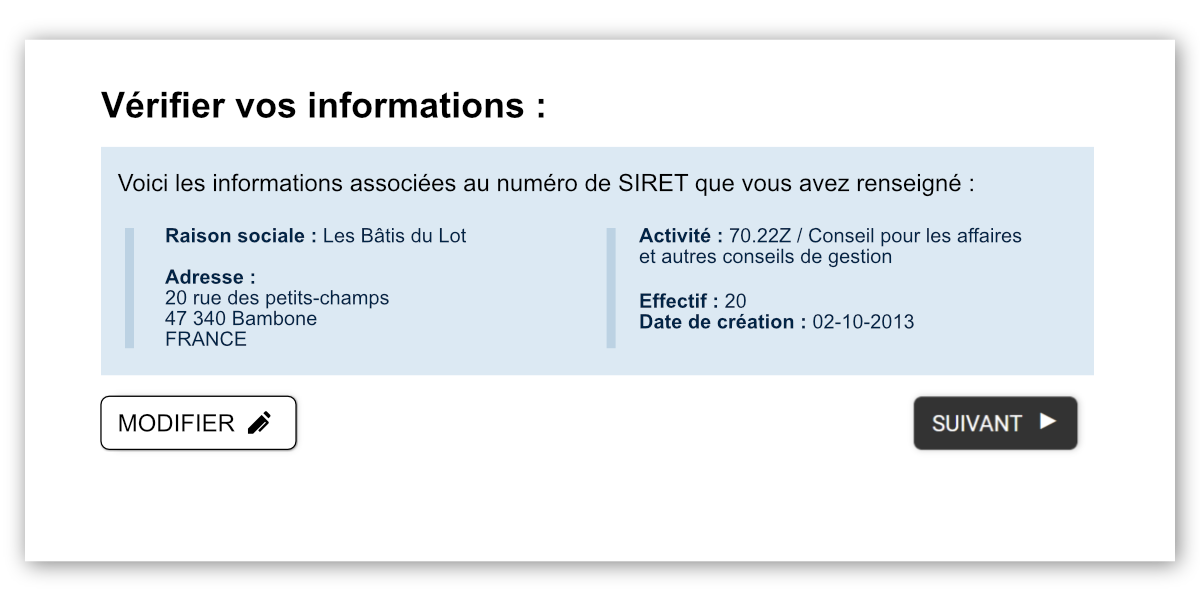 Vérifier vos informations :
Voici les informations associées au numéro de SIRET que vous avez renseigné :
Raison sociale : Les Bâtis du Lot
Adresse :
20 rue des petits-champs
47 340 Bambone
FRANCE
Activité : 70.22Z / Conseil pour les affaires
et autres conseils de gestion
Effectif : 20
Date de création : 02-10-2013
MODIFIER
SUIVANT